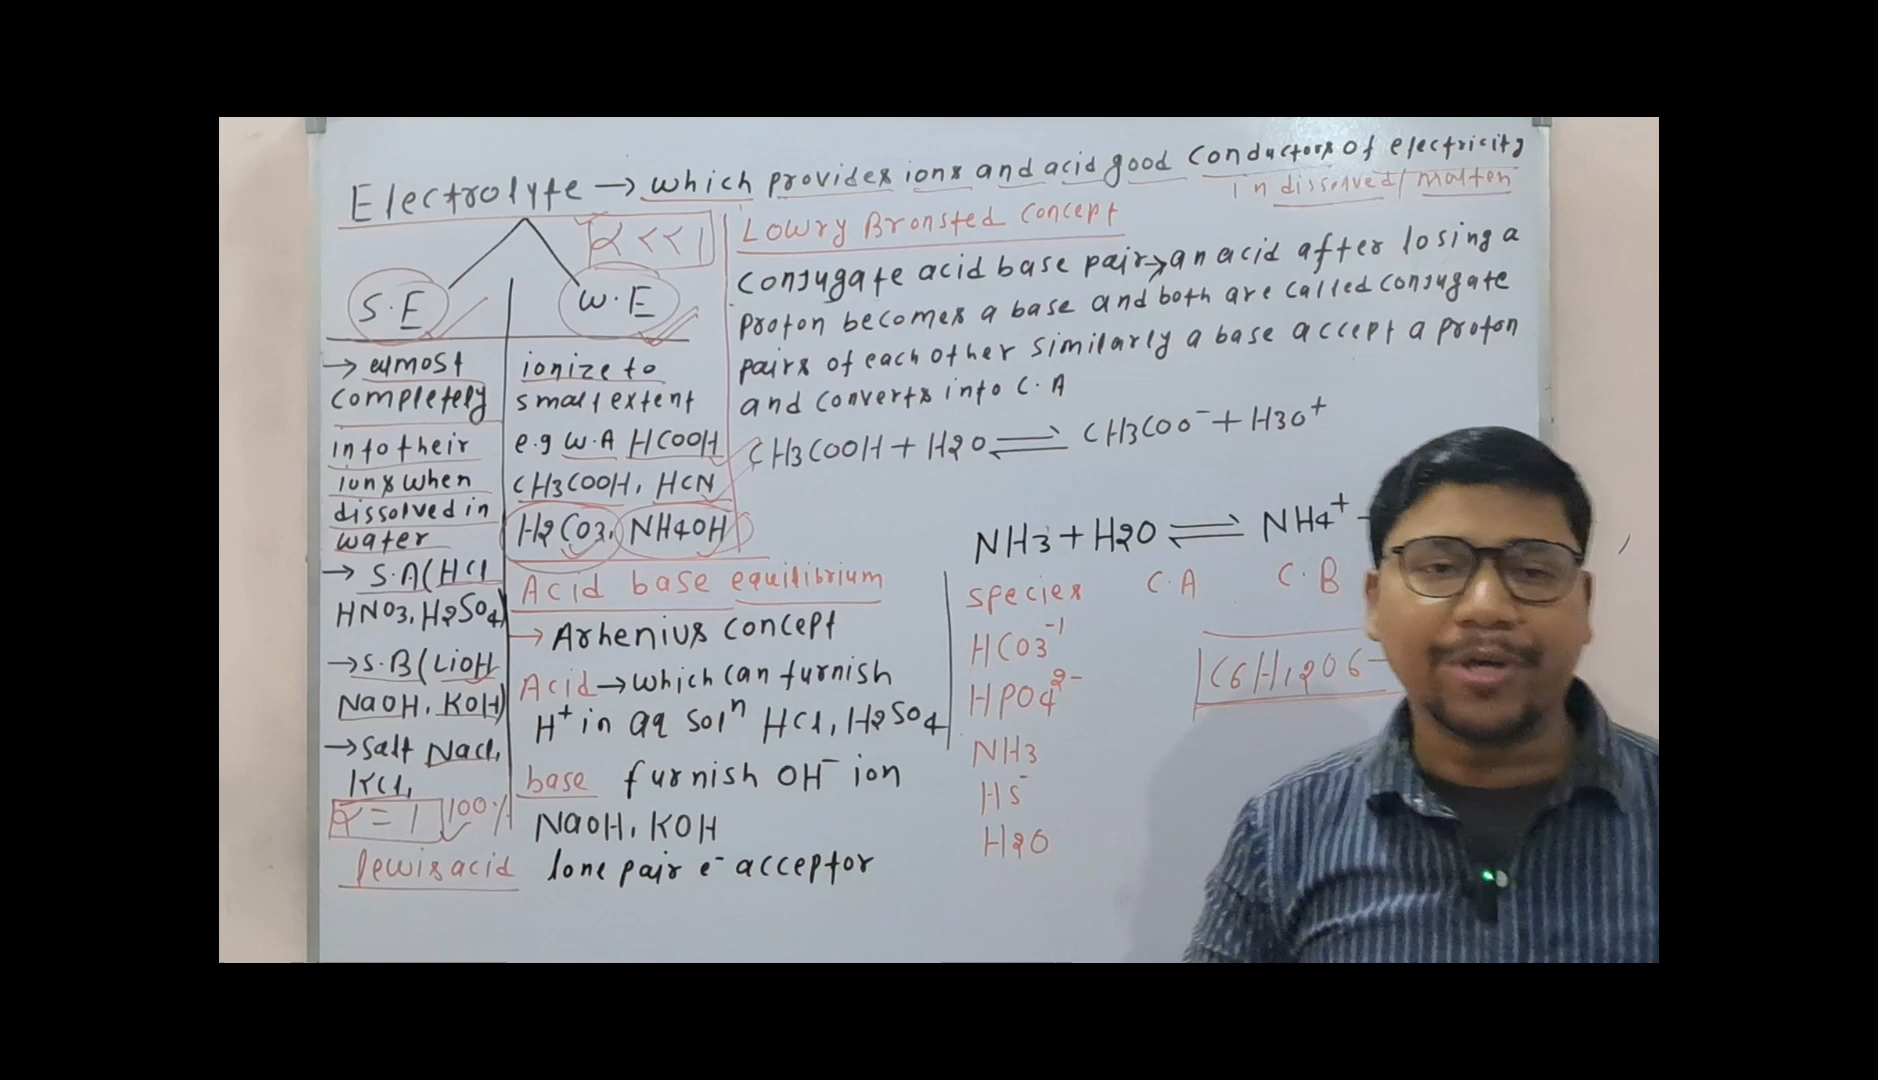 Electrolyte → which provides ions and acid good conductors of electricity
in dissolved/molten
α << 1
S.E
W.E
→ almost
completely
into their
ions when
dissolved in
water
→ S.A(HCl
HNO3, H2SO4)
→ S.B(LiOH
NaOH, KOH)
→ Salt NaCl,
KCl,
α = 1 100%
ionize to
small extent
e.g W.A HCOOH
CH3COOH, HCN
H2CO3, NH4OH
Lowry Bronsted Concept
Conjugate acid base pair → an acid after losing a
proton becomes a base and both are called conjugate
pairs of each other similarly a base accept a proton
and converts into C.A
CH3COOH + H2O ⇌ CH3COO⁻ + H3O⁺
NH3 + H2O ⇌ NH4⁺
Acid base equilibrium
→ Arhenius concept
Acid → which can furnish
H⁺ in aq solⁿ HCl, H2SO4
base furnish OH⁻ ion
NaOH, KOH
lewis acid lone pair e⁻ acceptor
species C.A C.B
HCO3⁻¹
HPO4²⁻
NH3
HS⁻
H2O
C6H12O6